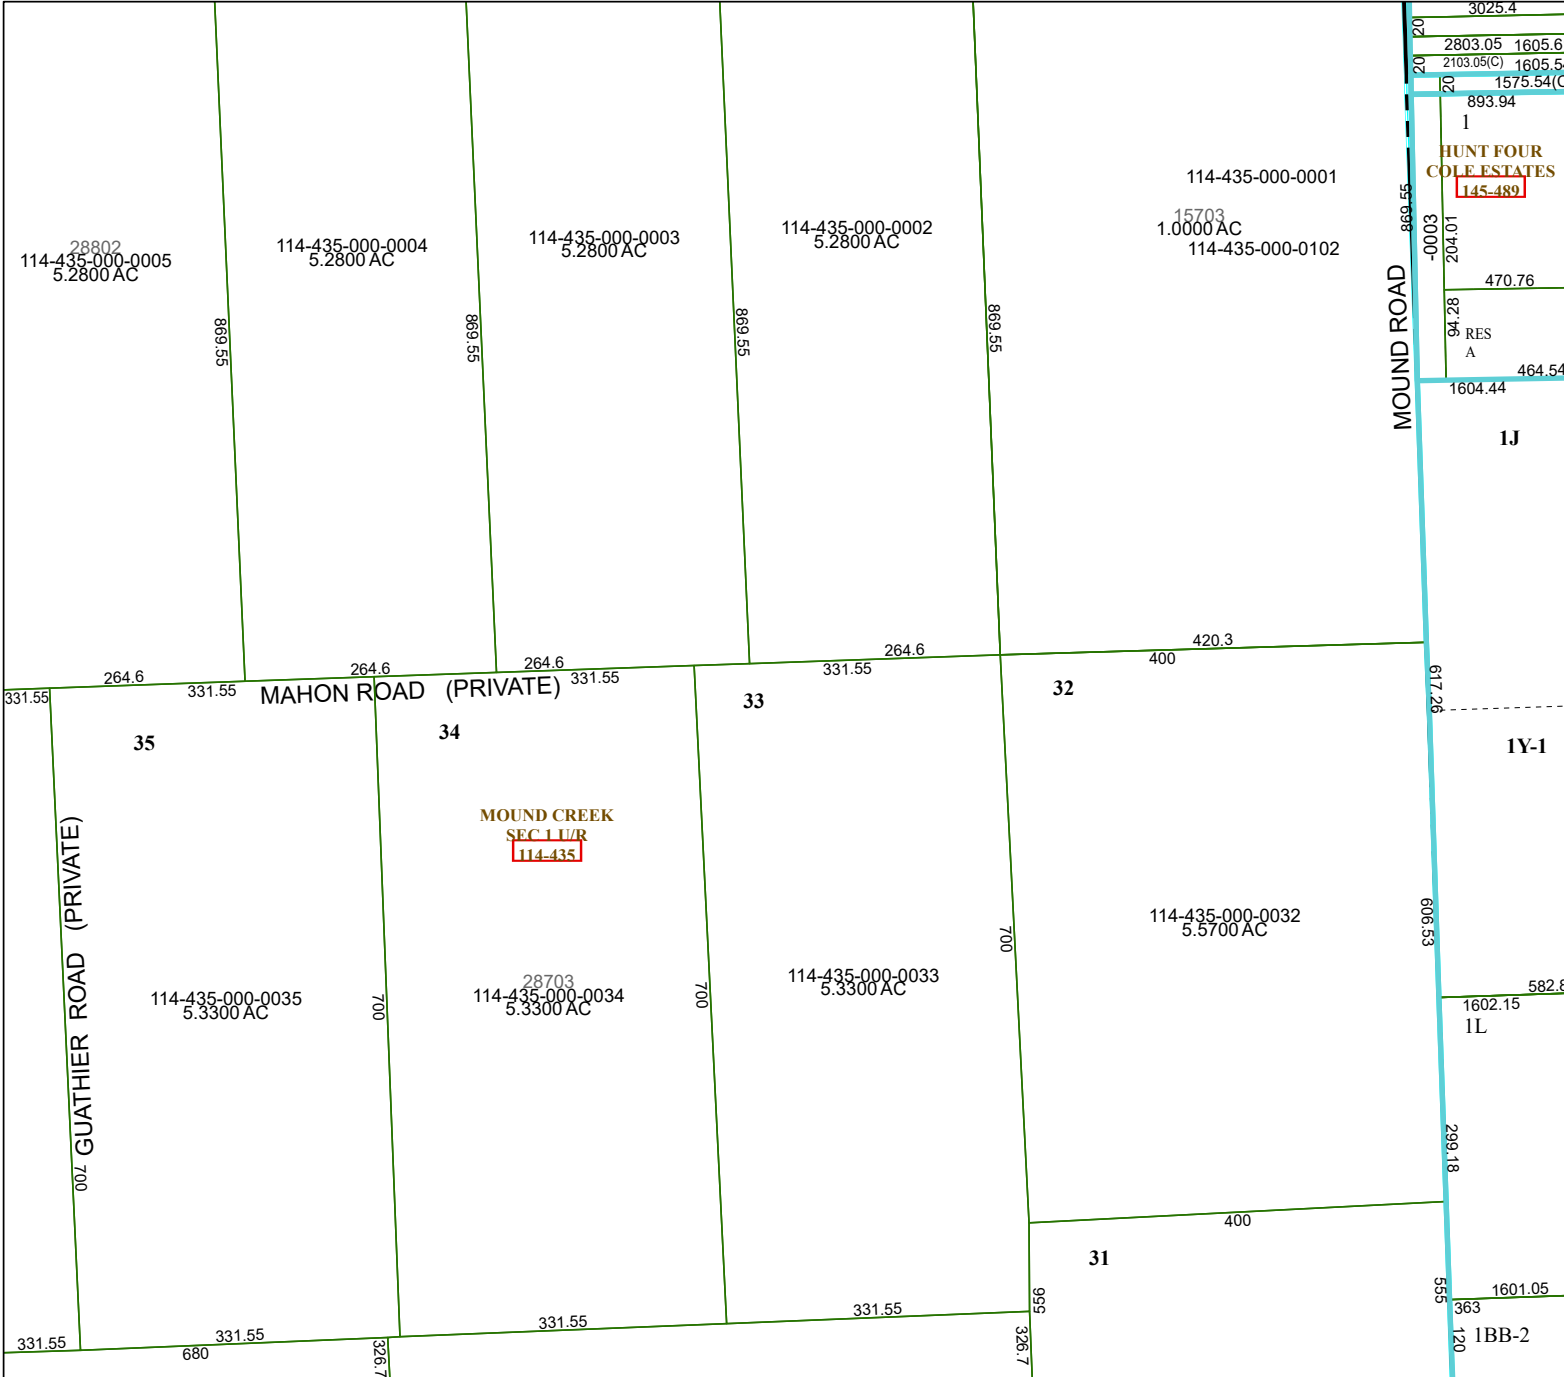 3025.4
20
2803.05 1605.6
20
2103.05(C) 1605.54
20
1575.54(C
893.94
1
HUNT FOUR
COLE ESTATES
145-489
869.55
-0003
204.01
470.76
94.28
RES
A
464.54
1604.44
MOUND ROAD
1J
114-435-000-0001
15703
1.0000 AC
114-435-000-0102
114-435-000-0002
5.2800 AC
114-435-000-0003
5.2800 AC
114-435-000-0004
5.2800 AC
28802
114-435-000-0005
5.2800 AC
869.55
869.55
869.55
869.55
420.3
400
264.6
331.55
264.6
331.55
264.6
264.6
331.55
331.55
MAHON ROAD (PRIVATE)
617.26
32
33
34
35
1Y-1
MOUND CREEK
SEC 1 U/R
114-435
GUATHIER ROAD (PRIVATE)
700
114-435-000-0035
5.3300 AC
700
28703
114-435-000-0034
5.3300 AC
700
114-435-000-0033
5.3300 AC
700
114-435-000-0032
5.5700 AC
606.53
582.8
1602.15
1L
299.18
400
31
555
1601.05
363
120
1BB-2
956
326.7
331.55
331.55
331.55
331.55
680
326.7